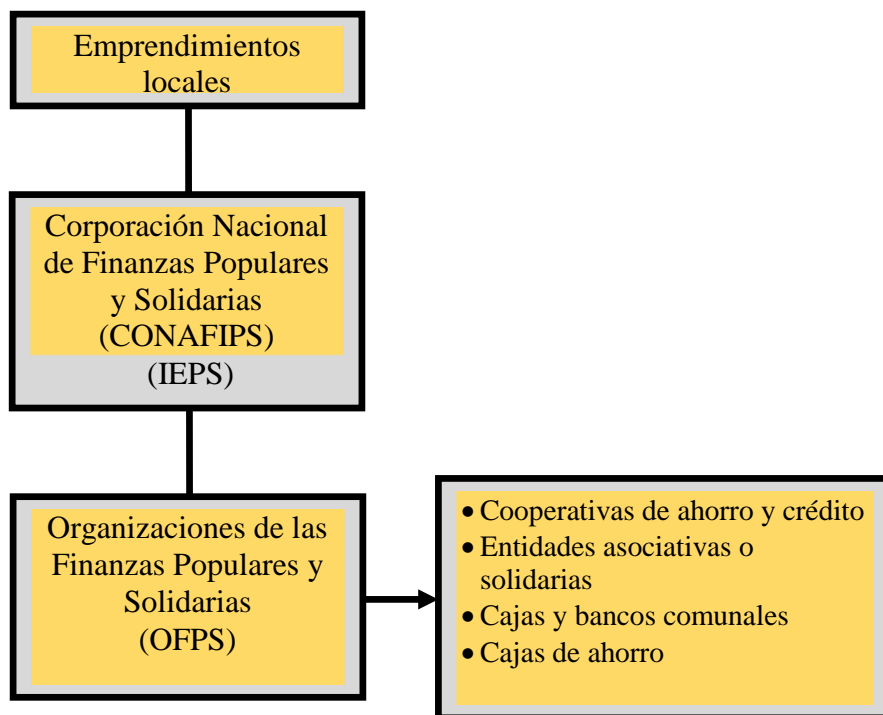 Emprendimientos
locales
Corporación Nacional
de Finanzas Populares
y Solidarias
(CONAFIPS)
(IEPS)
Organizaciones de las
Finanzas Populares y
Solidarias
(OFPS)
• Cooperativas de ahorro y crédito
• Entidades asociativas o
solidarias
• Cajas y bancos comunales
• Cajas de ahorro